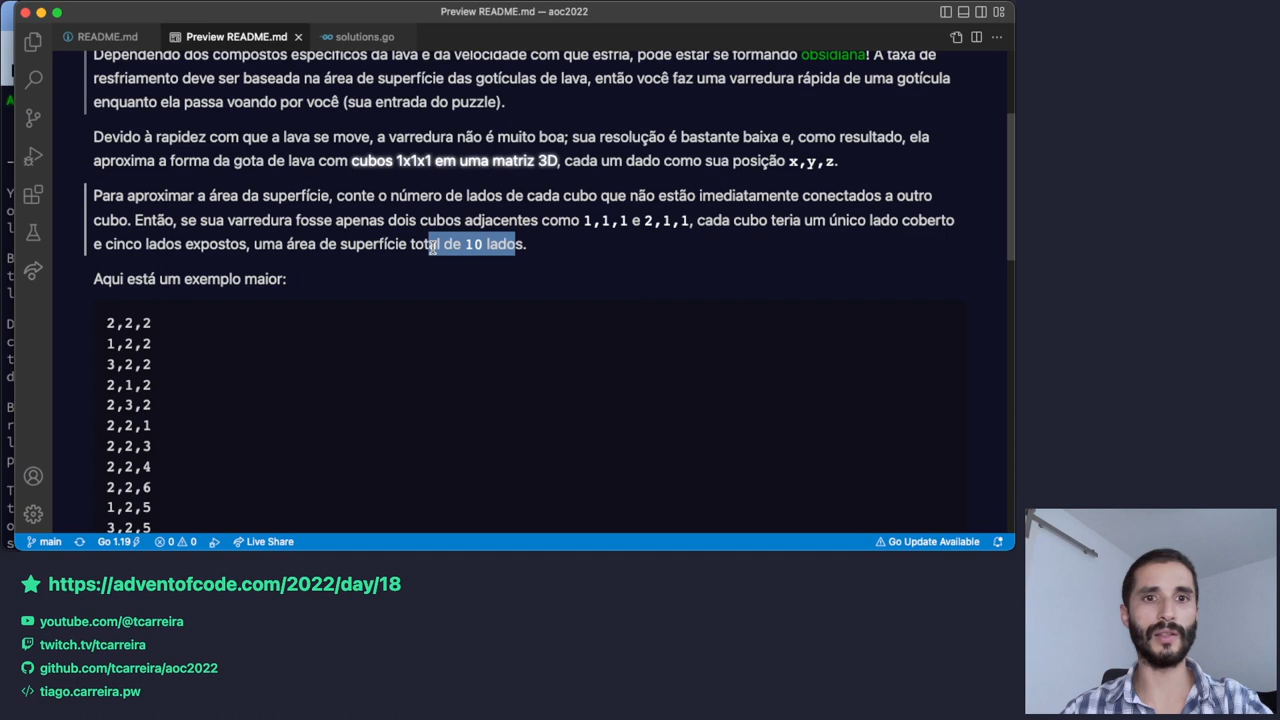 Preview README.md — aoc2022
README.md
Preview README.md
solutions.go
Dependendo dos compostos específicos da lava e da velocidade com que esfria, pode estar se formando obsidiana! A taxa de
resfriamento deve ser baseada na área de superfície das gotículas de lava, então você faz uma varredura rápida de uma gotícula
enquanto ela passa voando por você (sua entrada do puzzle).
Devido à rapidez com que a lava se move, a varredura não é muito boa; sua resolução é bastante baixa e, como resultado, ela
aproxima a forma da gota de lava com cubos 1x1x1 em uma matriz 3D, cada um dado como sua posição x,y,z.
Para aproximar a área da superfície, conte o número de lados de cada cubo que não estão imediatamente conectados a outro
cubo. Então, se sua varredura fosse apenas dois cubos adjacentes como 1,1,1 e 2,1,1, cada cubo teria um único lado coberto
e cinco lados expostos, uma área de superfície total de 10 lados.
Aqui está um exemplo maior:
2,2,2
1,2,2
3,2,2
2,1,2
2,3,2
2,2,1
2,2,3
2,2,4
2,2,6
1,2,5
3,2,5
main
Go 1.19
0
0
Live Share
Go Update Available
https://adventofcode.com/2022/day/18
youtube.com/@tcarreira
twitch.tv/tcarreira
github.com/tcarreira/aoc2022
tiago.carreira.pw